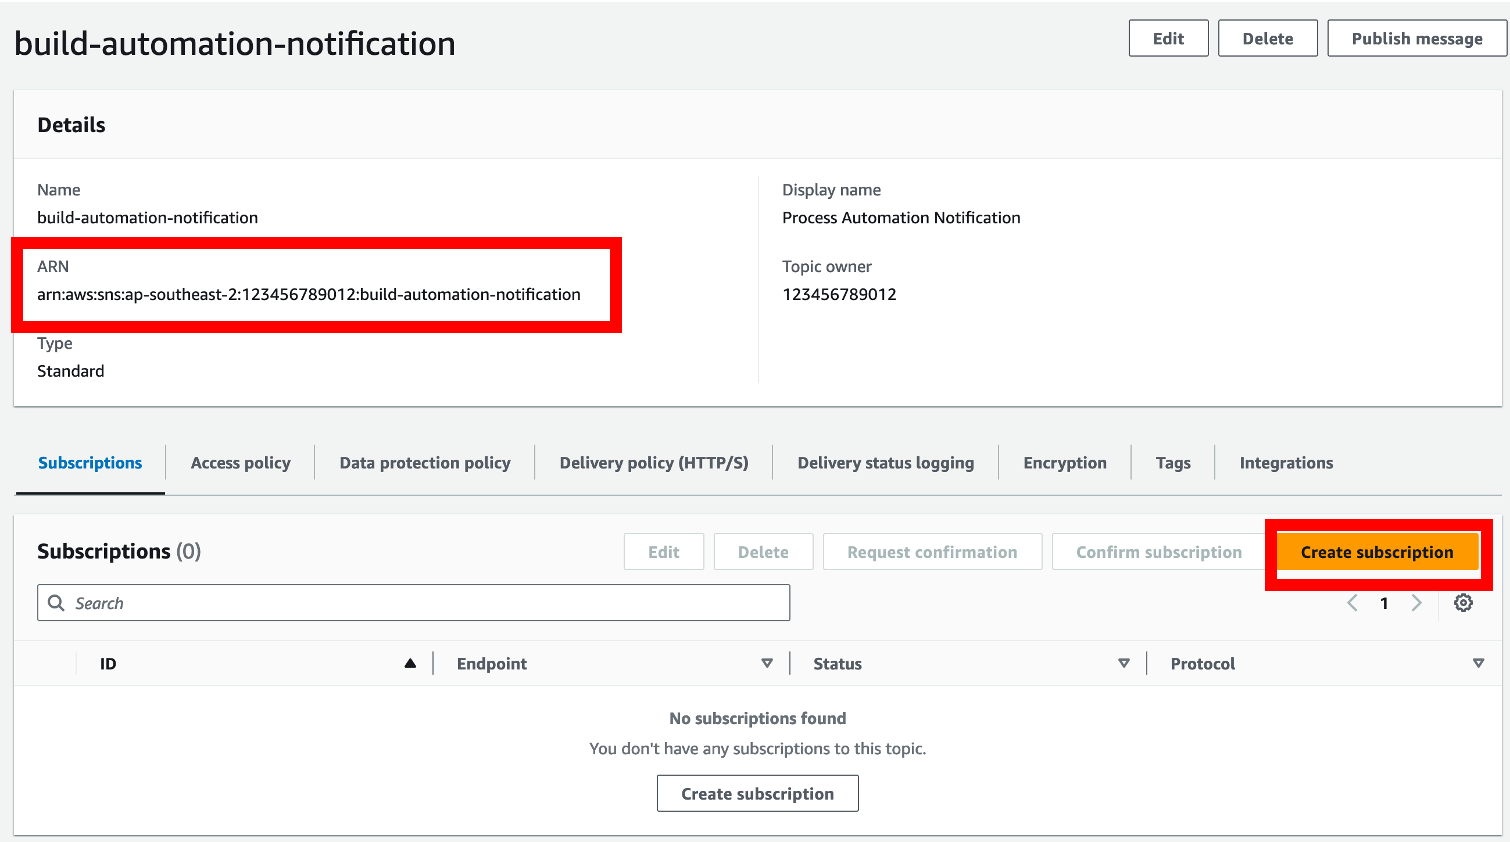 build-automation-notification
Edit
Delete
Publish message
Details
Name
build-automation-notification
Display name
Process Automation Notification
ARN
arn:aws:sns:ap-southeast-2:123456789012:build-automation-notification
Topic owner
123456789012
Type
Standard
Subscriptions Access policy Data protection policy Delivery policy (HTTP/S) Delivery status logging Encryption Tags Integrations
Subscriptions (0)
Edit
Delete
Request confirmation
Confirm subscription
Create subscription
Search
1
ID Endpoint Status Protocol
No subscriptions found
You don't have any subscriptions to this topic.
Create subscription